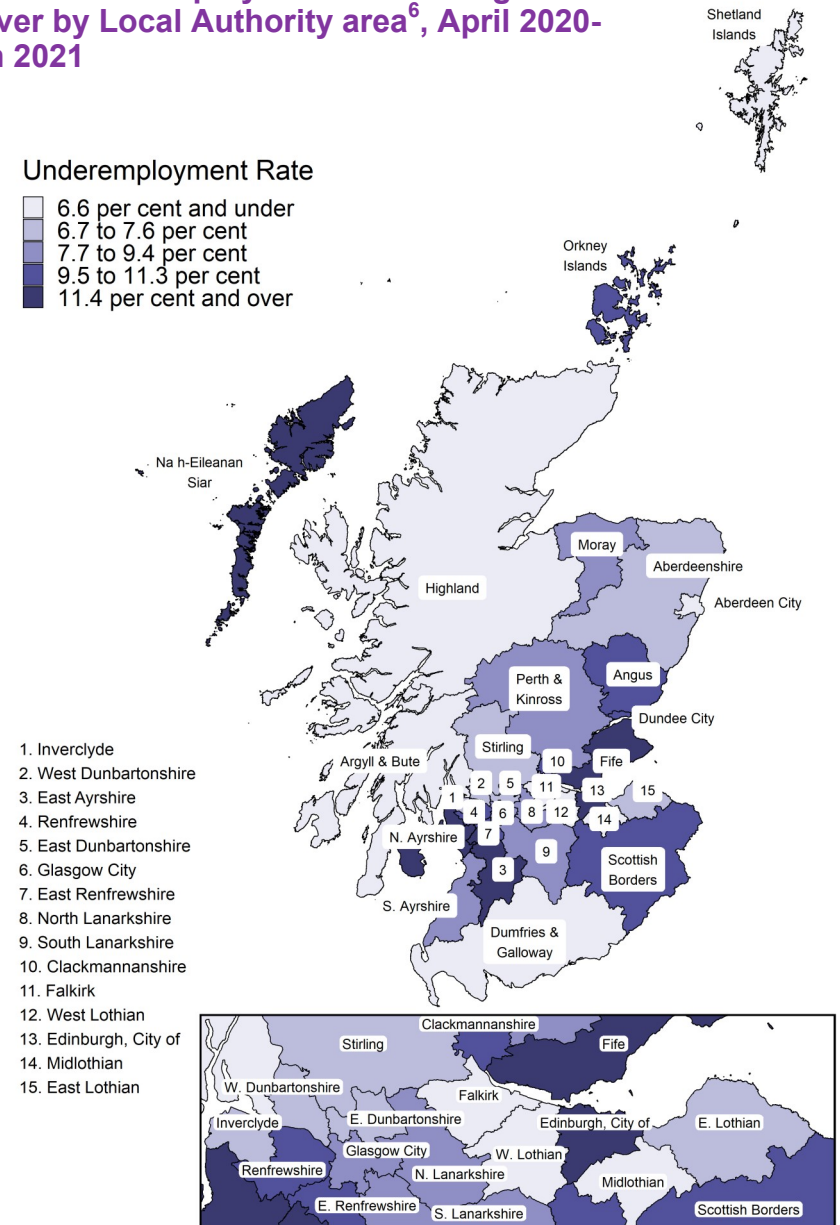 ver by Local Authority area6, April 2020-
2021
Shetland
Islands
Underemployment Rate
6.6 per cent and under
6.7 to 7.6 per cent
7.7 to 9.4 per cent
9.5 to 11.3 per cent
11.4 per cent and over
Orkney
Islands
Na h-Eileanan
Siar
Highland
Moray
Aberdeenshire
Aberdeen City
Perth &
Kinross
Angus
Dundee City
Stirling
10
Fife
Argyll & Bute
2
5
11
13
15
1
4
6
8
12
14
N. Ayrshire
7
9
3
Scottish
Borders
S. Ayrshire
Dumfries &
Galloway
1. Inverclyde
2. West Dunbartonshire
3. East Ayrshire
4. Renfrewshire
5. East Dunbartonshire
6. Glasgow City
7. East Renfrewshire
8. North Lanarkshire
9. South Lanarkshire
10. Clackmannanshire
11. Falkirk
12. West Lothian
13. Edinburgh, City of
14. Midlothian
15. East Lothian
Clackmannanshire
Stirling
Fife
W. Dunbartonshire
Falkirk
Inverclyde
E. Dunbartonshire
Edinburgh, City of
E. Lothian
Glasgow City
W. Lothian
Renfrewshire
N. Lanarkshire
Midlothian
E. Renfrewshire
S. Lanarkshire
Scottish Borders